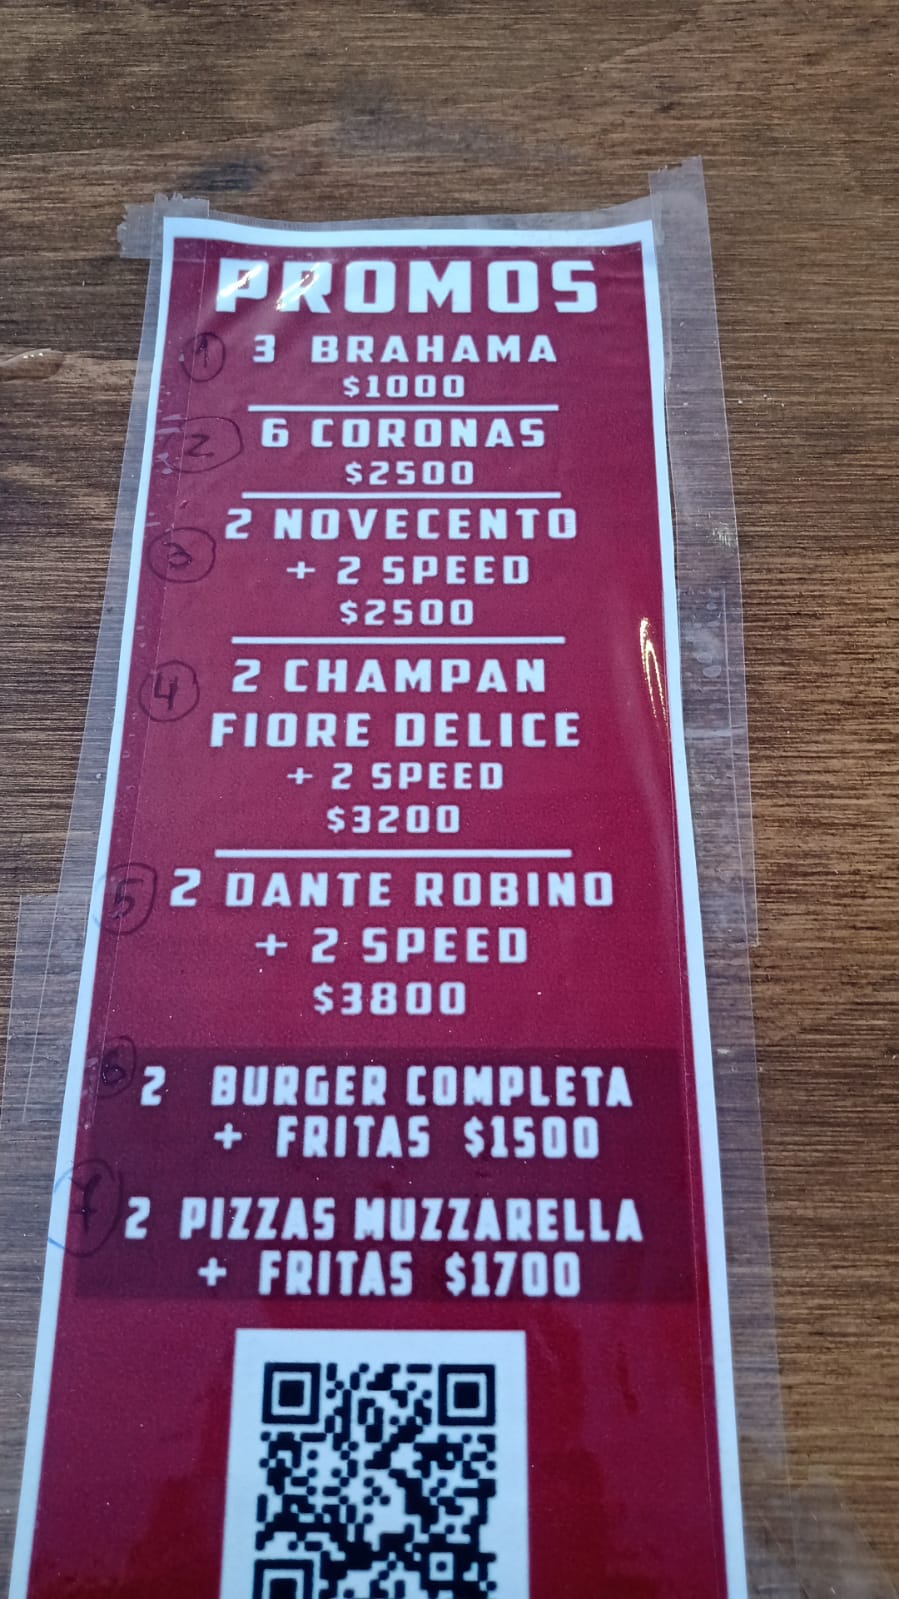 PROMOS
1 3 BRAHAMA
$1000
2 6 CORONAS
$2500
2 NOVECENTO
3 + 2 SPEED
$2500
4 2 CHAMPAN
FIORE DELICE
+ 2 SPEED
$3200
5 2 DANTE ROBINO
+ 2 SPEED
$3800
6 2 BURGER COMPLETA
+ FRITAS $1500
7 2 PIZZAS MUZZARELLA
+ FRITAS $1700